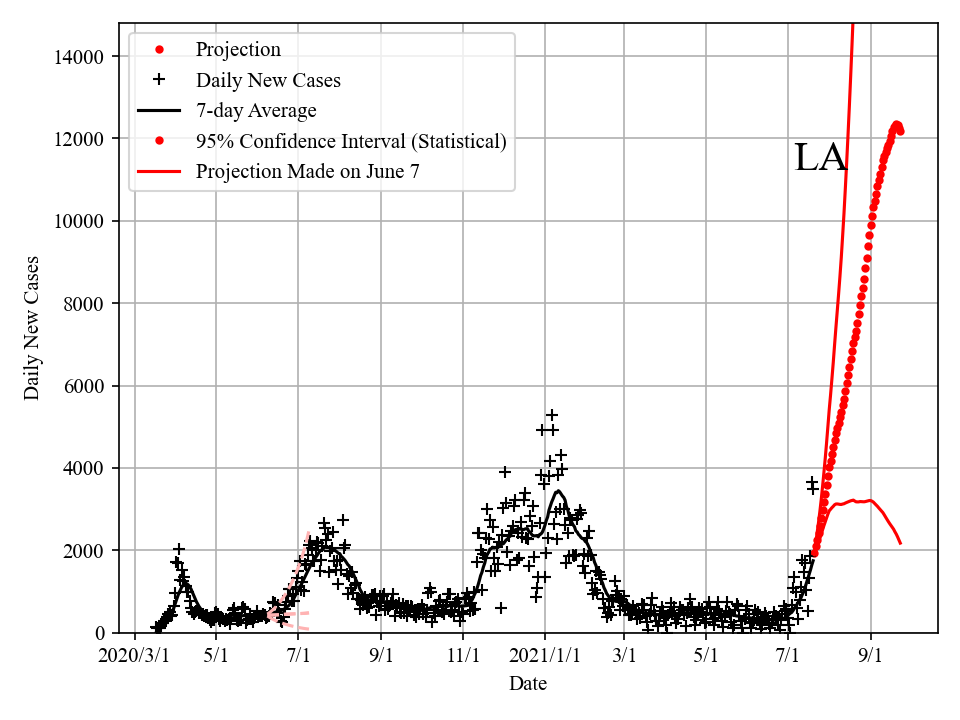 14000
12000
10000
8000
6000
4000
2000
0
Daily New Cases
Projection
Daily New Cases
7-day Average
95% Confidence Interval (Statistical)
Projection Made on June 7
LA
2020/3/1 5/1 7/1 9/1 11/1 2021/1/1 3/1 5/1 7/1 9/1
Date